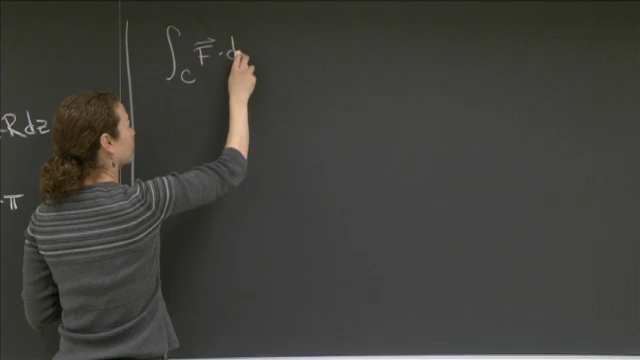 ∫_C F⃗ · d
Rdz
π